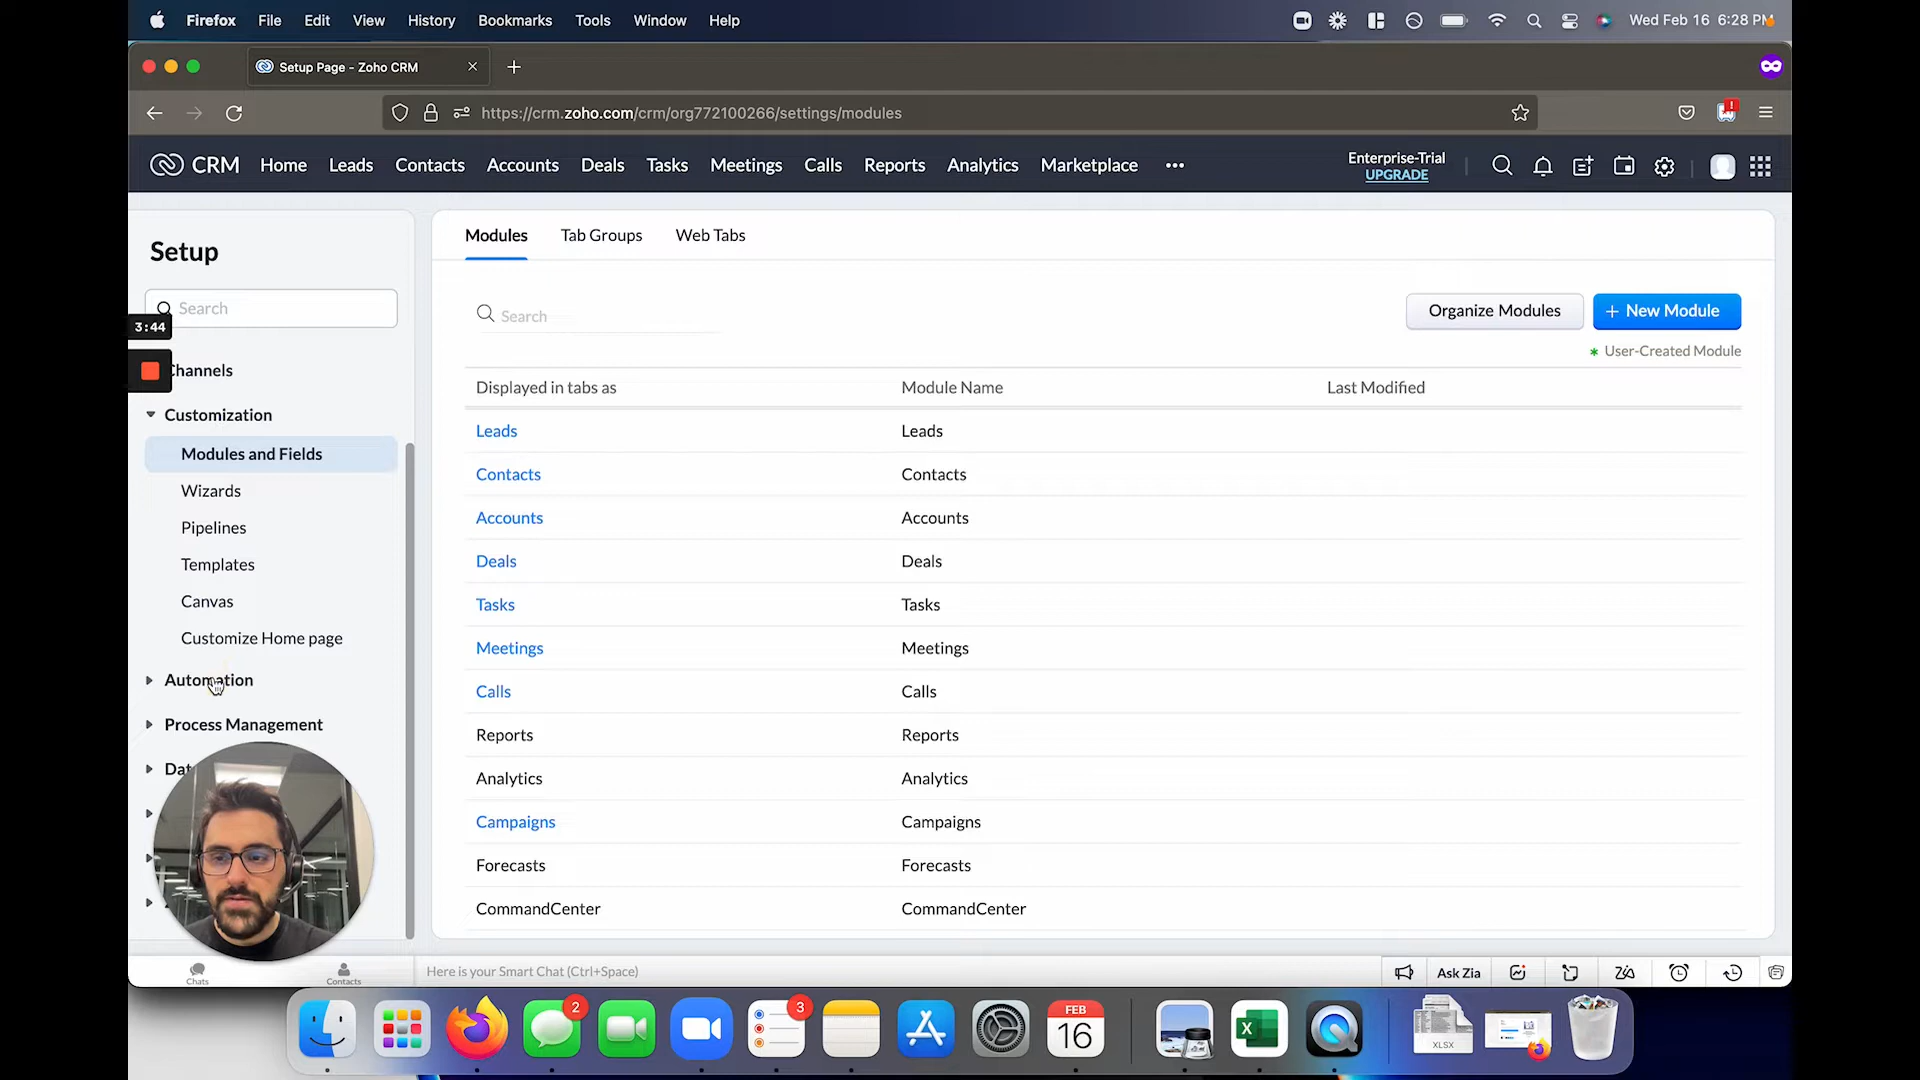 Firefox File Edit View History Bookmarks Tools Window Help
Wed Feb 16 6:28 PM
Setup Page - Zoho CRM
https://crm.zoho.com/crm/org772100266/settings/modules
CRM Home Leads Contacts Accounts Deals Tasks Meetings Calls Reports Analytics Marketplace •••
Enterprise-Trial
UPGRADE
Setup
Search
3:44
Channels
Customization
Modules and Fields
Wizards
Pipelines
Templates
Canvas
Customize Home page
Automation
Process Management
Dat
Modules Tab Groups Web Tabs
Search
Organize Modules
+ New Module
* User-Created Module
Displayed in tabs as Module Name Last Modified
Leads Leads
Contacts Contacts
Accounts Accounts
Deals Deals
Tasks Tasks
Meetings Meetings
Calls Calls
Reports Reports
Analytics Analytics
Campaigns Campaigns
Forecasts Forecasts
CommandCenter CommandCenter
Chats
Contacts
Here is your Smart Chat (Ctrl+Space)
Ask Zia
2
3
FEB
16
X
XLSX